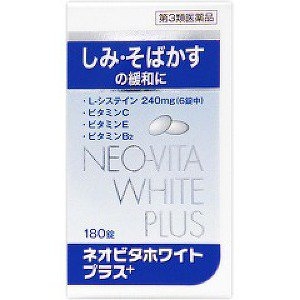 第3類医薬品
しみ・そばかす
の緩和に
・L-システイン 240mg(6錠中)
・ビタミンC
・ビタミンE
・ビタミンB2
NEO-VITA
WHITE
PLUS
180錠
ネオビタホワイト
プラス+